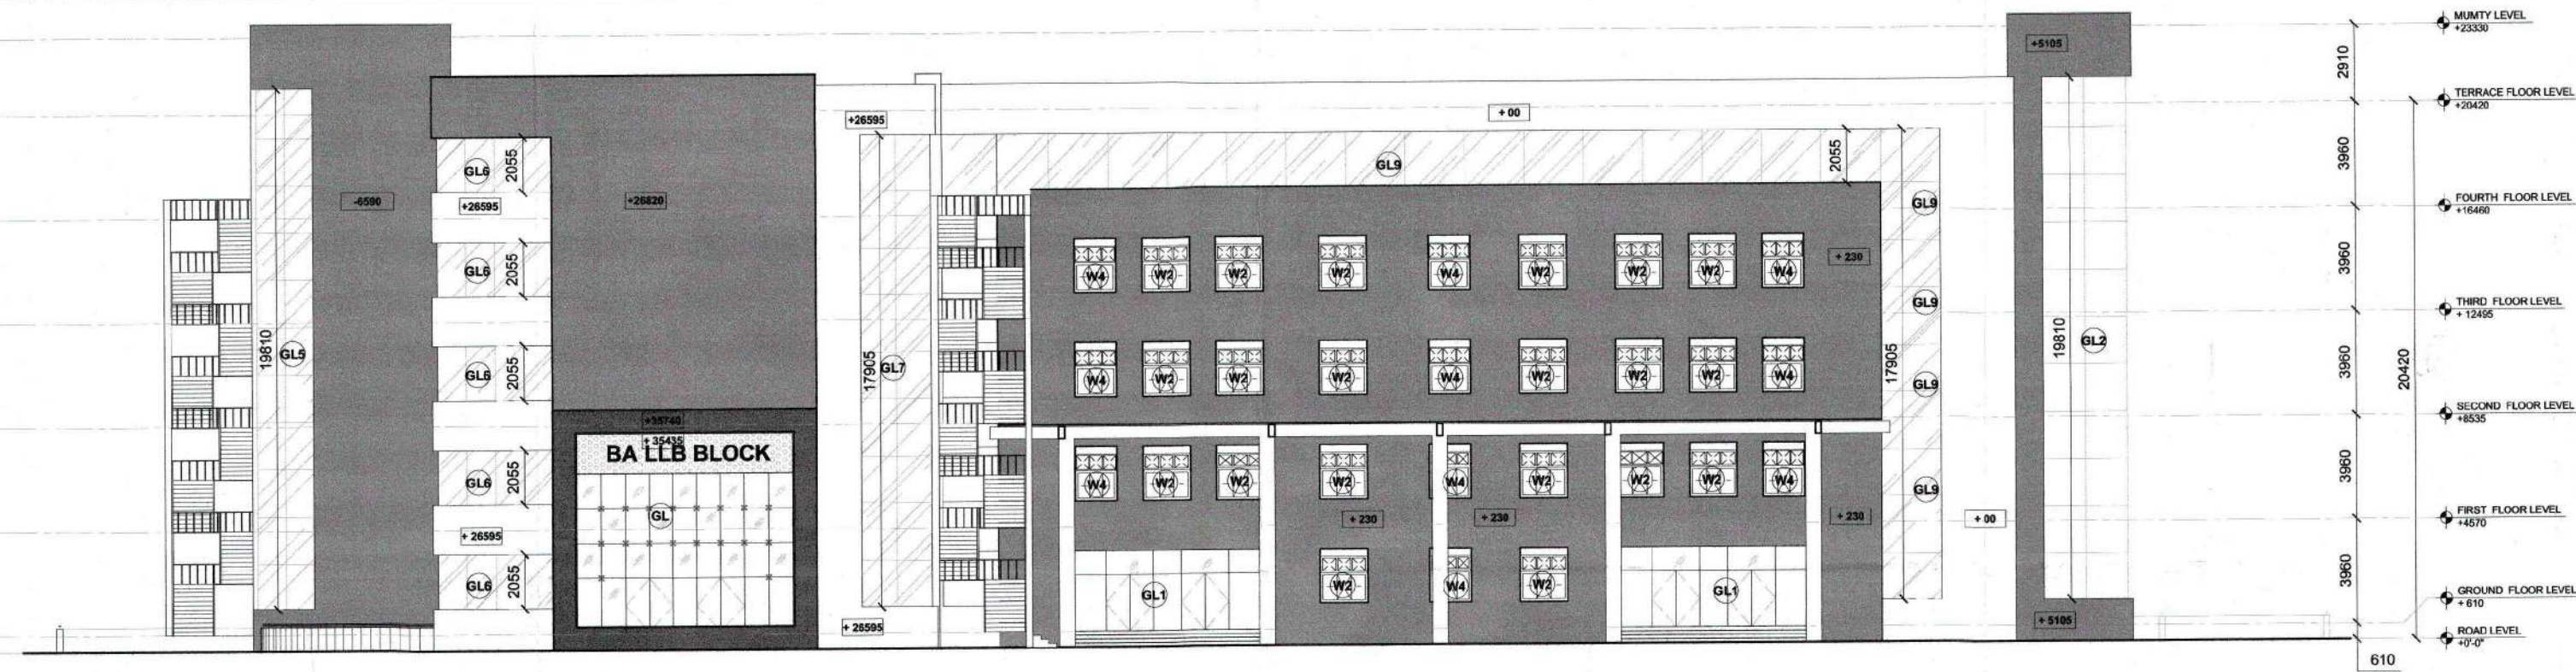 MUMTY LEVEL
+23330
+5105
2910
TERRACE FLOOR LEVEL
+20420
+26595
+ 00
3960
GL6
2055
GL9
2055
-6590
+26595
+26820
GL9
FOURTH FLOOR LEVEL
+16460
W4 W2 W2 W2 W4 W2 W2 W2 W4
+ 230
3960
GL6
2055
GL9
THIRD FLOOR LEVEL
+ 12495
19810
GL5
GL6
2055
17905
GL7
W4 W2 W2 W2 W4 W2 W2 W2 W4
17905
GL9
19810
GL2
3960
20420
+35740
+ 35435
BA LLB BLOCK
SECOND FLOOR LEVEL
+8535
GL6
2055
W4 W2 W2 W2 W4 W2 W2 W2 W4
GL9
3960
+ 26595
GL
+ 230
+ 230
+ 230
+ 00
FIRST FLOOR LEVEL
+4570
GL6
2055
GL1
W2 W4 W2
GL1
3960
GROUND FLOOR LEVEL
+ 610
+ 26595
+ 5105
ROAD LEVEL
+0'-0"
610